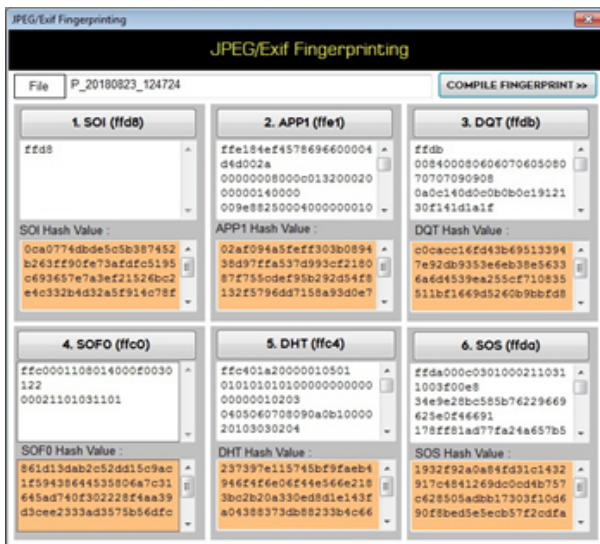 JPEG/Exif Fingerprinting
JPEG/Exif Fingerprinting
File P_20180823_124724 COMPILE FINGERPRINT >>
1. SOI (ffd8)
ffd8
SOI Hash Value :
0ca0774dbde5c5b387452
b263ff90fe73afdfc5195
c693657e7a3ef21526bc2
e4c332b4d32a5f914c78f
2. APP1 (ffe1)
ffe184ef4578696600004
d4d002a
00000008000c013200020
00000140000
009e88250004000000010
APP1 Hash Value :
02af094a5feff303b0894
38d97ffa537d993cf2180
87f755cdef95b292d54f8
132f5796dd7158a93d0e7
3. DQT (ffdb)
ffdb
008400080606070605080
70707090908
0a0c140d0c0b0b0c19121
30f141d1a1f
DQT Hash Value :
c0cacc16fd43b69513394
7e92db9353e6eb38e5633
6a6d4539ea255cf710835
511bf1669d5260b9bbfd8
4. SOF0 (ffc0)
ffc0001108014000f0030
122
00021101031101
SOF0 Hash Value :
861d13dab2c52dd15c9ac
1f59438644535806a7c31
645ad740f302228f4aa39
d3cee2333ad3575b56dfc
5. DHT (ffc4)
ffc401a20000010501
010101010100000000000
00000010203
0405060708090a0b10000
20103030204
DHT Hash Value :
237397e115745bf9faeb4
946f4f6e06f44e566e218
3bc2b20a330ed8d1e143f
a04388373db88233b4c66
6. SOS (ffda)
ffda000c0301000211031
1003f00e8
34e9e28bc585b76229669
625e0f46691
178ff81ad77fa24a657b5
SOS Hash Value :
1932f92a0a84fd31c1432
917c4841269dc0cd4b757
c628505adbb17303f10d6
90f8bed5e5ecb57f2cdfa